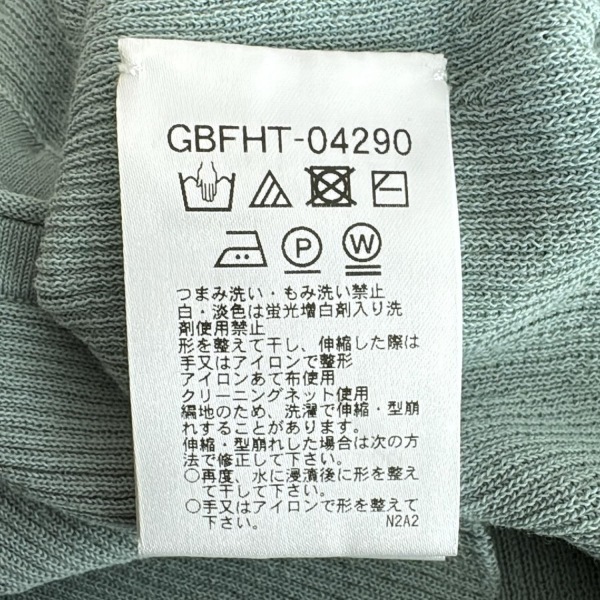 GBFHT-04290
P W
つまみ洗い・もみ洗い禁止
白・淡色は蛍光増白剤入り洗
剤使用禁止
形を整えて干し、伸縮した際は
手又はアイロンで整形
アイロンあて布使用
クリーニングネット使用
編地のため、洗濯で伸縮・型崩
れすることがあります。
伸縮・型崩れした場合は次の方
法で修正して下さい。
○再度、水に浸漬後に形を整え
て干して下さい。
○手又はアイロンで形を整えて
下さい。 N2A2